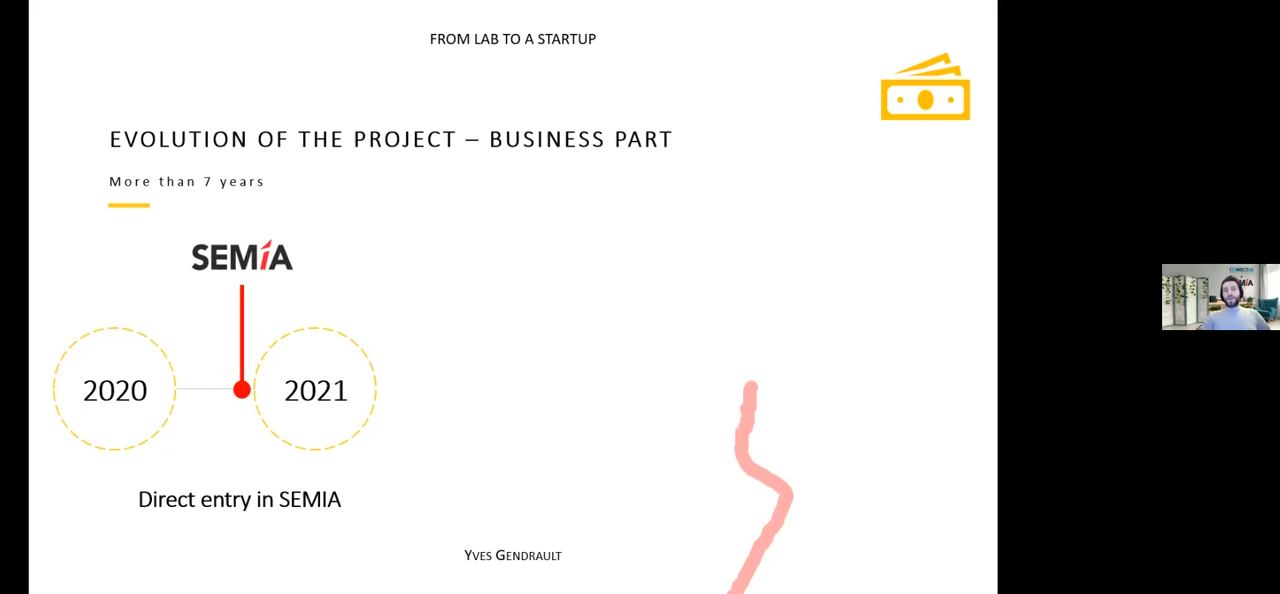 FROM LAB TO A STARTUP
EVOLUTION OF THE PROJECT – BUSINESS PART
More than 7 years
SEMIA
2020
2021
Direct entry in SEMIA
YVES GENDRAULT